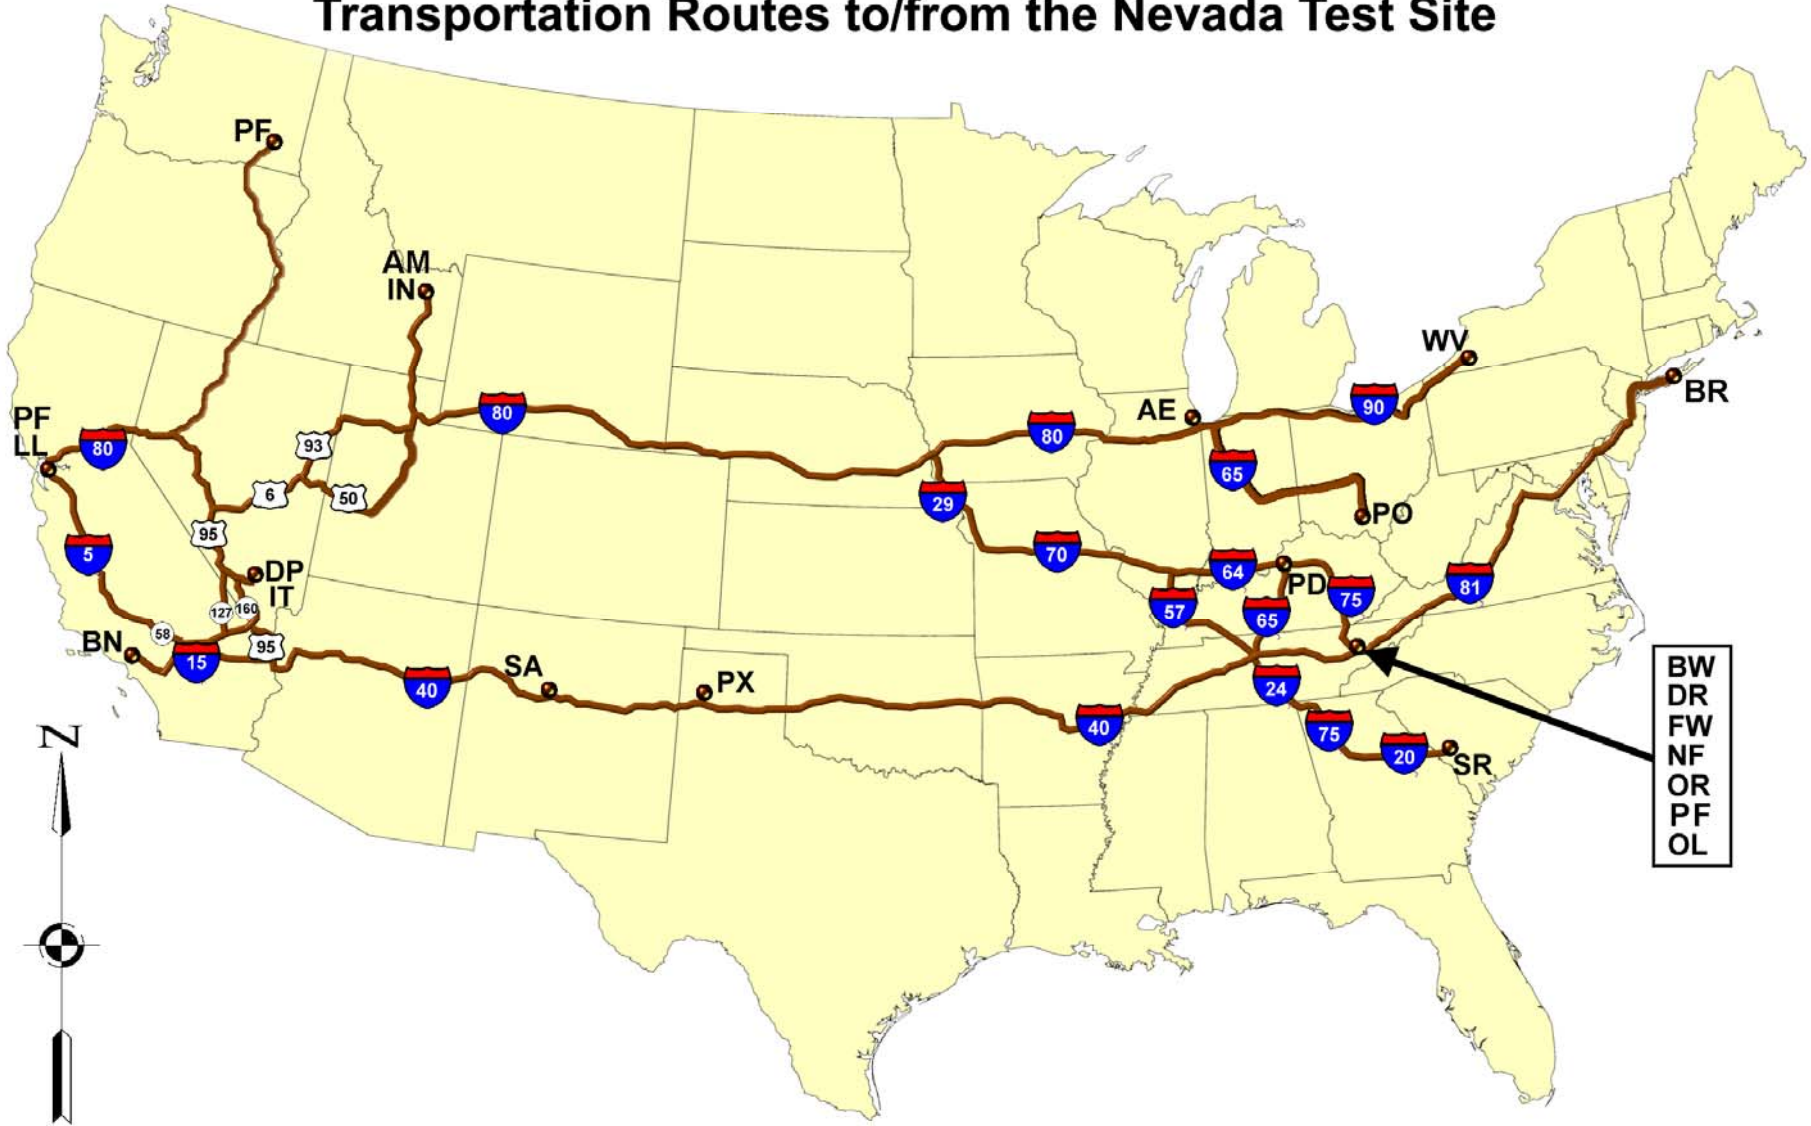 Transportation Routes to/from the Nevada Test Site
PF
AM
IN
WV
BR
AE
PF
LL
80
93
80
80
90
65
6
50
29
PO
95
5
70
64
DP
IT
PD
75
81
57
65
127
160
58
BN
15
95
SA
PX
40
24
40
75
20
SR
BW
DR
FW
NF
OR
PF
OL
N